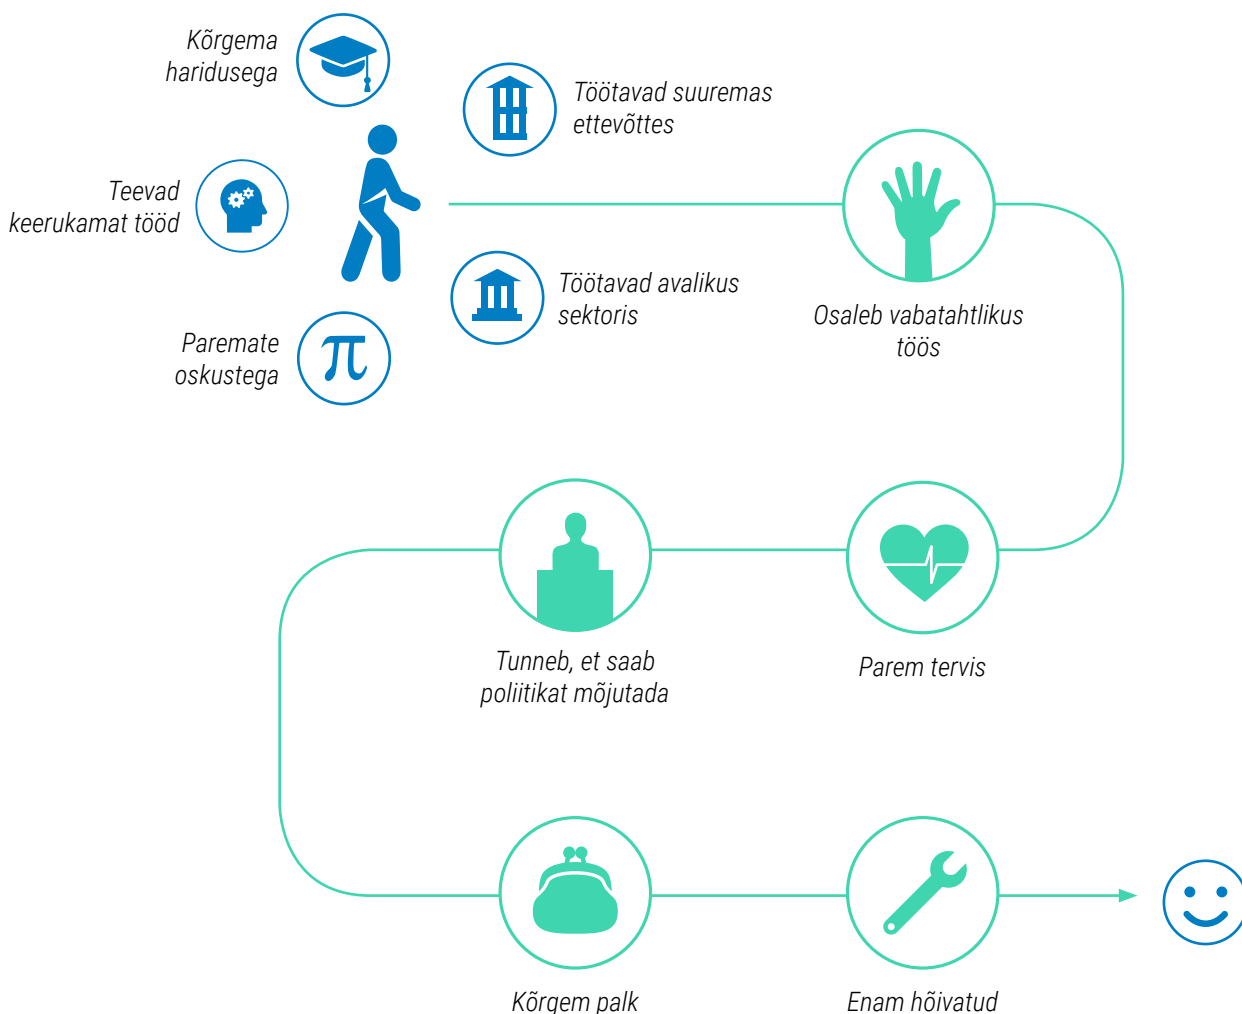 Kõrgema
haridusega
Töötavad suuremas
ettevõttes
Teevad
keerukamat tööd
Töötavad avalikus
sektoris
Paremate
oskustega
π
Osaleb vabatahtlikus
töös
Tunneb, et saab
poliitikat mõjutada
Parem tervis
Kõrgem palk
Enam hõivatud